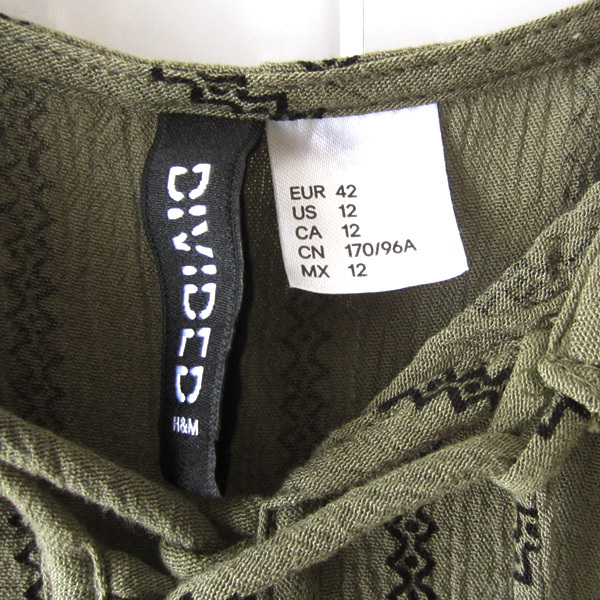 DIVIDED
H&M
EUR 42
US 12
CA 12
CN 170/96A
MX 12